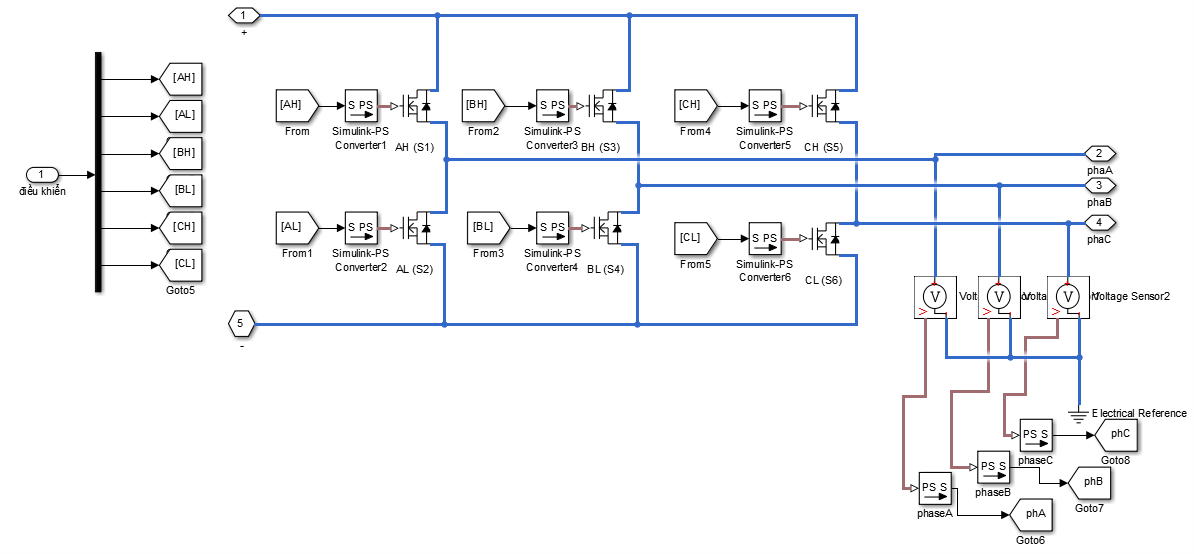 1
+
[AH]
[AL]
[BH]
[BL]
[CH]
[CL]
Goto5
1
điều khiển
[AH]
From
S PS
Simulink-PS
Converter1
AH (S1)
[BH]
From2
S PS
Simulink-PS
Converter3
BH (S3)
[CH]
From4
S PS
Simulink-PS
Converter5
CH (S5)
2
phaA
3
phaB
4
phaC
[AL]
From1
S PS
Simulink-PS
Converter2
AL (S2)
[BL]
From3
S PS
Simulink-PS
Converter4
BL (S4)
[CL]
From5
S PS
Simulink-PS
Converter6
CL (S6)
5
-
V
V
V
Voltage Sensor2
Electrical Reference
PS S
phaseC
phC
Goto8
PS S
phaseB
phB
Goto7
PS S
phaseA
phA
Goto6